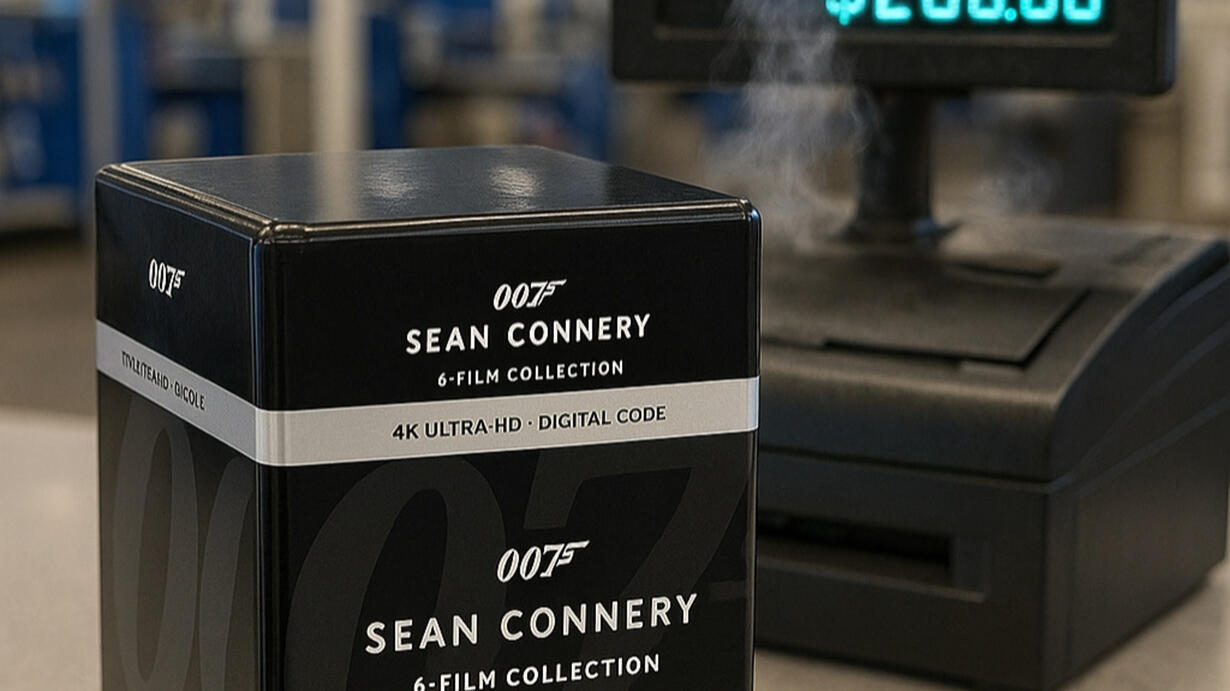 007
007
SEAN CONNERY
6-FILM COLLECTION
4K ULTRA-HD · DIGITAL CODE
007
SEAN CONNERY
6-FILM COLLECTION